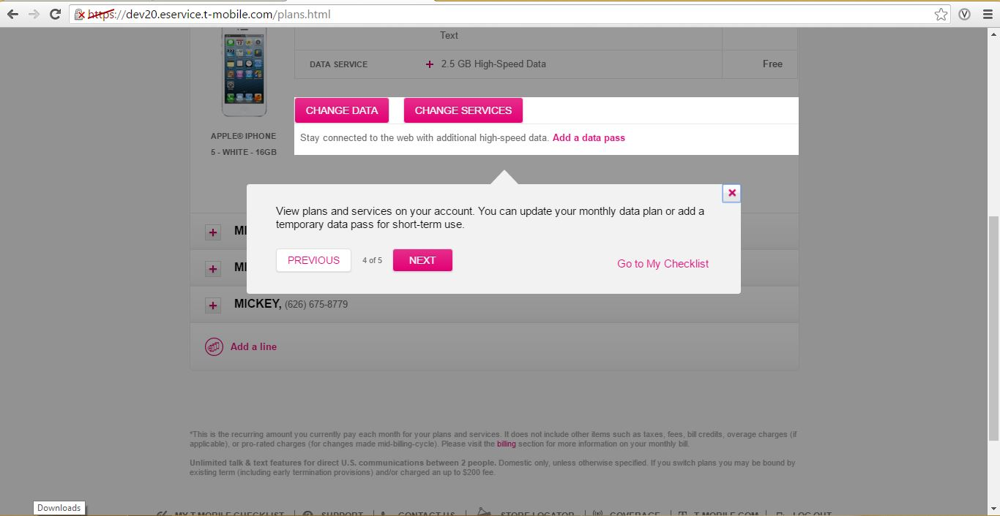 https://dev20.eservice.t-mobile.com/plans.html
Text
DATA SERVICE + 2.5 GB High-Speed Data Free
CHANGE DATA CHANGE SERVICES
Stay connected to the web with additional high-speed data. Add a data pass
APPLE® IPHONE
5 - WHITE - 16GB
View plans and services on your account. You can update your monthly data plan or add a
temporary data pass for short-term use.
PREVIOUS 4 of 5 NEXT Go to My Checklist
MI
MI
MICKEY, (626) 675-8779
Add a line
*This is the recurring amount you currently pay each month for your plans and services. It does not include other items such as taxes, fees, bill credits, overage charges (if
applicable), or pro-rated charges (for changes made mid-billing-cycle). Please visit the billing section for more information on your monthly bill.
Unlimited talk & text features for direct U.S. communications between 2 people. Domestic only, unless otherwise specified. If you switch plans you may be bound by
existing term (including early termination provisions) and/or charged an up to $200 fee.
Downloads
MY T-MOBILE CHECKLIST SUPPORT CONTACT US STORE LOCATOR COVERAGE T-MOBILE.COM LOG OUT